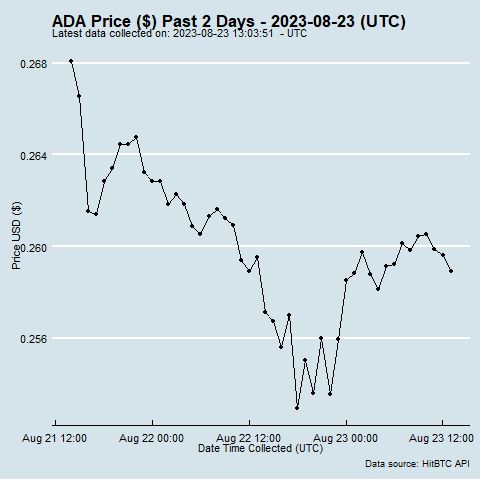 ADA Price ($) Past 2 Days - 2023-08-23 (UTC)
Latest data collected on: 2023-08-23 13:03:51 - UTC
0.268
0.264
0.260
0.256
Price USD ($)
Aug 21 12:00
Aug 22 00:00
Aug 22 12:00
Aug 23 00:00
Aug 23 12:00
Date Time Collected (UTC)
Data source: HitBTC API